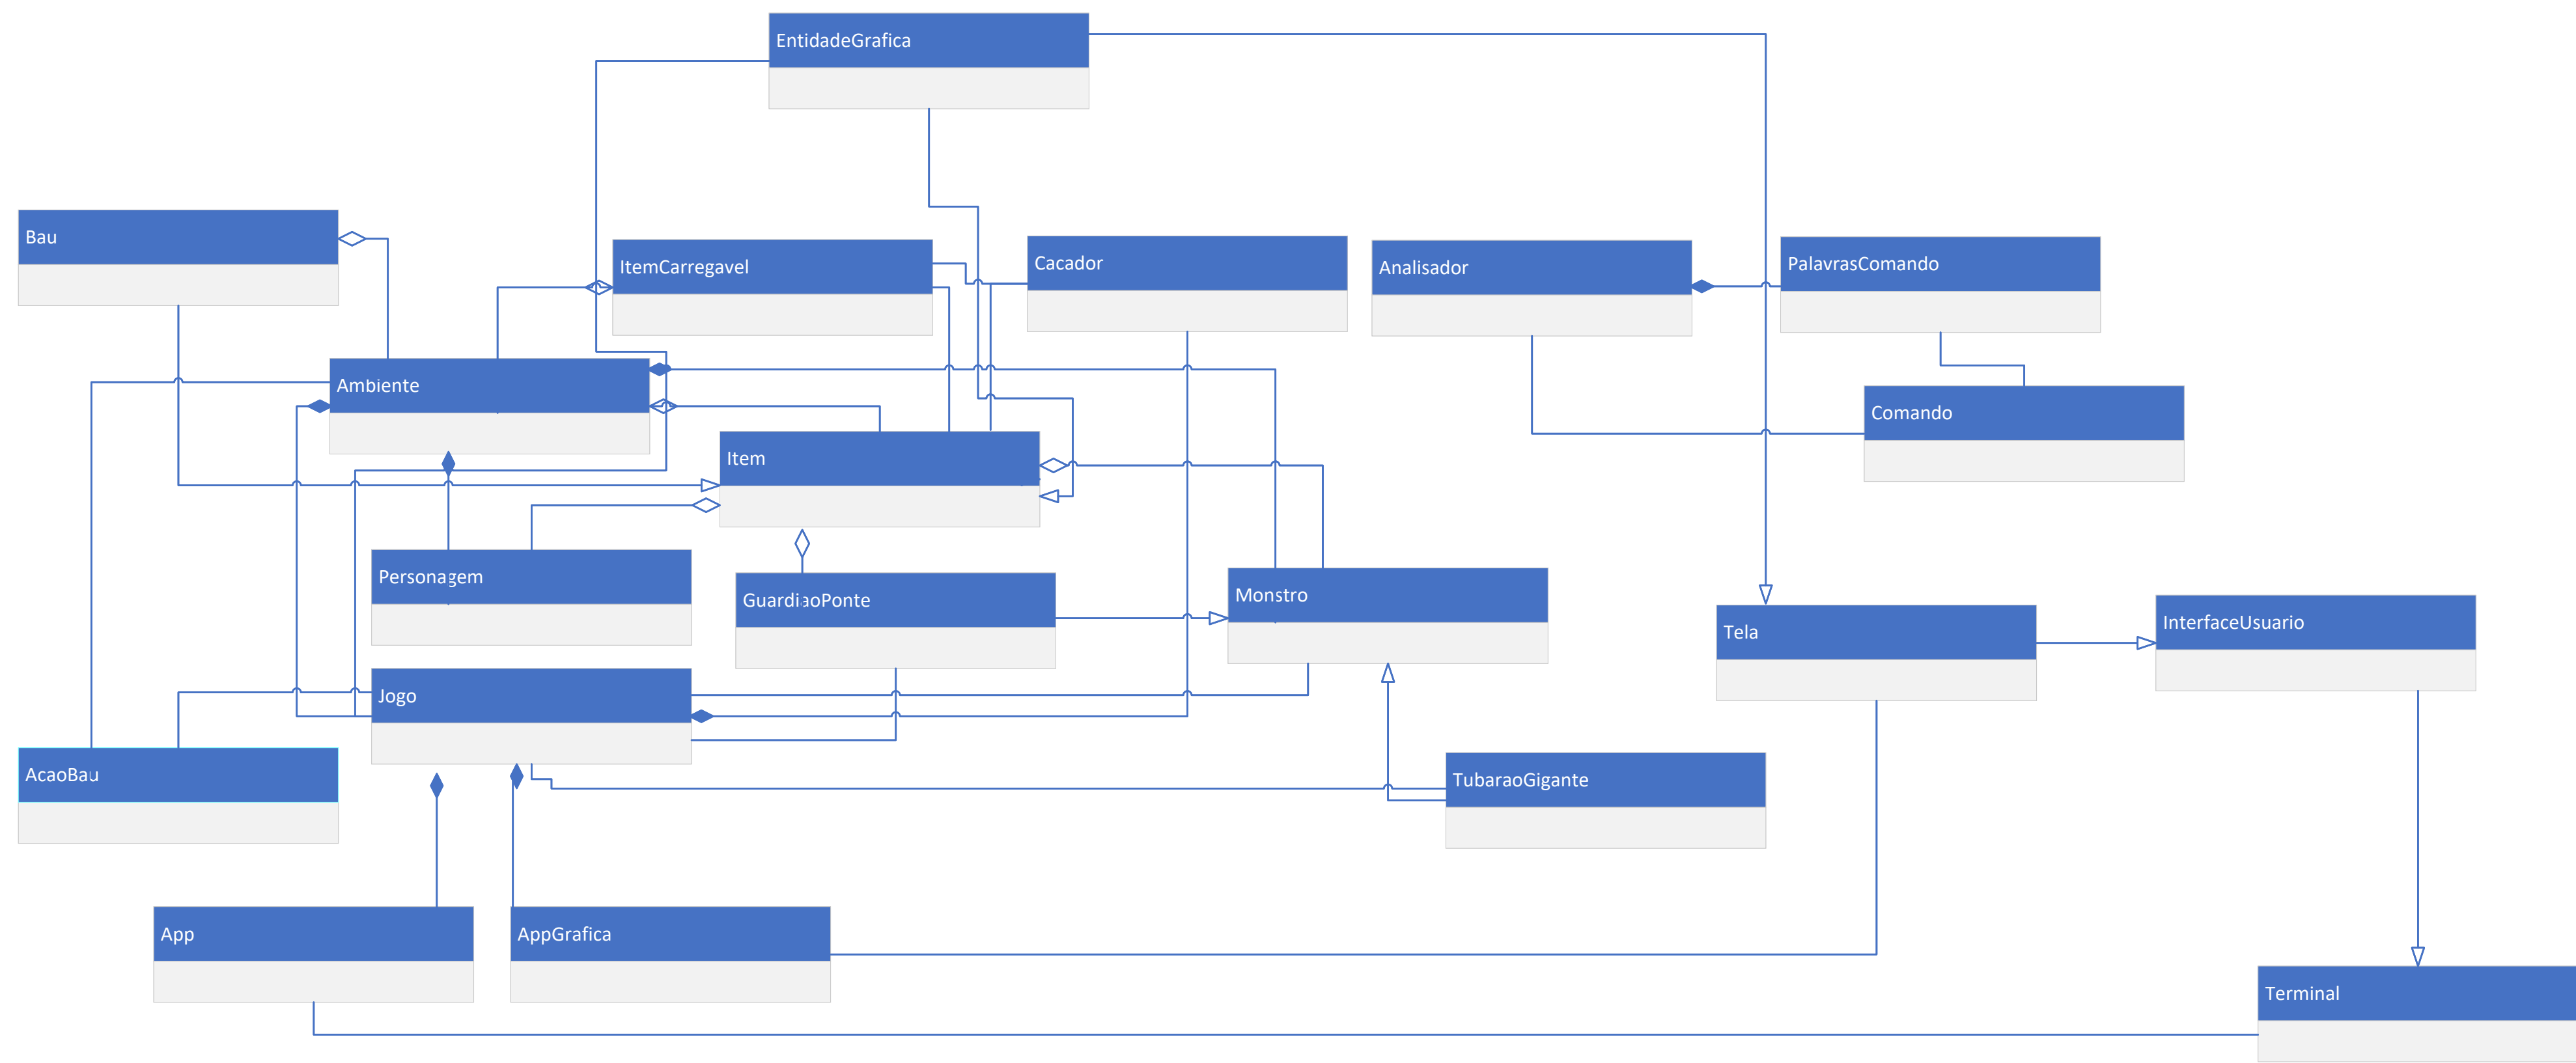 EntidadeGrafica
Bau
ItemCarregavel
Cacador
Analisador
PalavrasComando
Ambiente
Comando
Item
Personagem
GuardiaoPonte
Monstro
Tela
InterfaceUsuario
Jogo
AcaoBau
TubaraoGigante
App
AppGrafica
Terminal